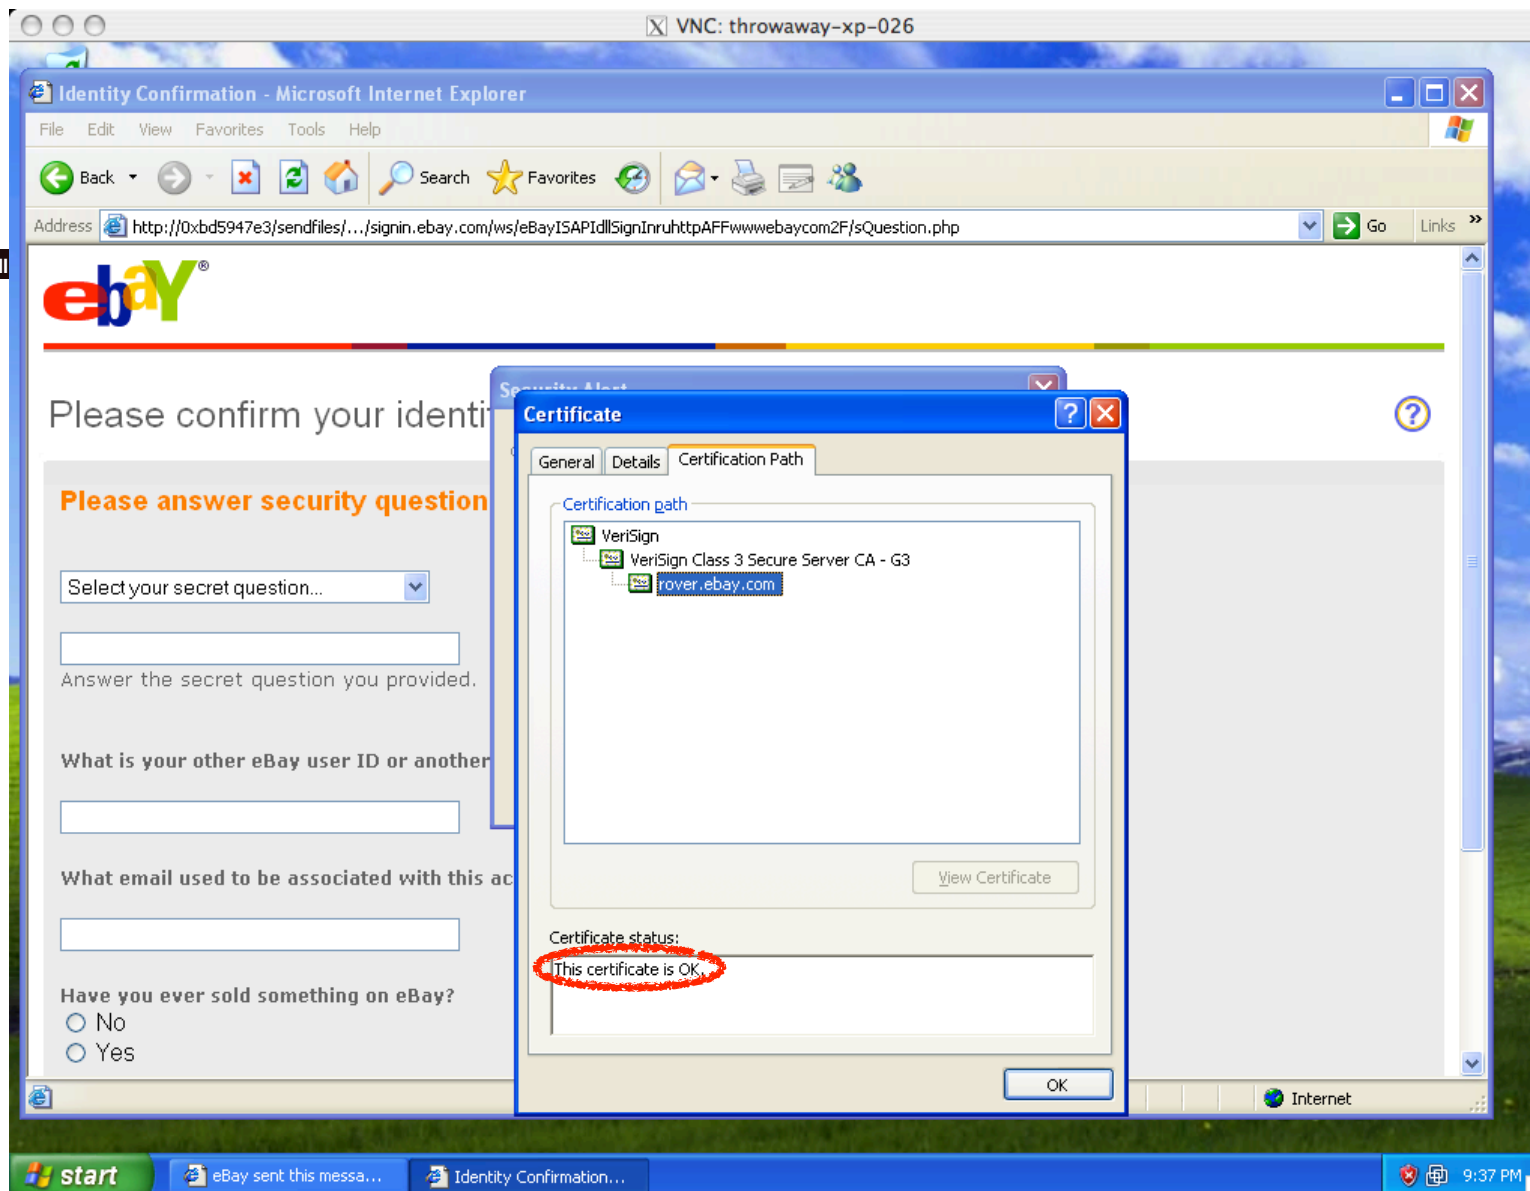 VNC: throwaway-xp-026
Identity Confirmation - Microsoft Internet Explorer
File Edit View Favorites Tools Help
Back Search Favorites
Address http://0xbd5947e3/sendfiles/.../signin.ebay.com/ws/eBayISAPIdllSignInruhttpAFFwwwebaycom2F/sQuestion.php Go Links »
ebay®
Please confirm your identi
Security Alert
Certificate
General Details Certification Path
Please answer security question
Certification path
VeriSign
VeriSign Class 3 Secure Server CA - G3
rover.ebay.com
Select your secret question...
Answer the secret question you provided.
What is your other eBay user ID or another
What email used to be associated with this ac
View Certificate
Certificate status:
This certificate is OK.
Have you ever sold something on eBay?
No
Yes
OK
Internet
start eBay sent this messa... Identity Confirmation... 9:37 PM